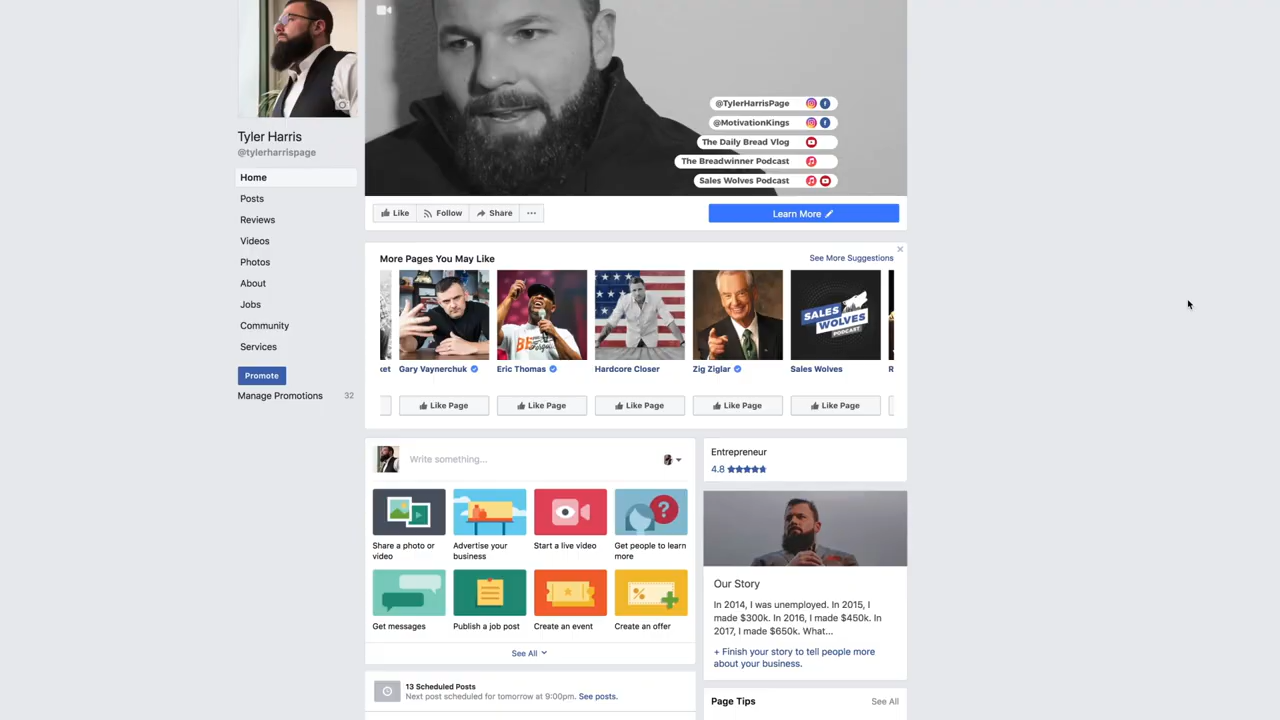 Tyler Harris
@tylerharrispage
Home
Posts
Reviews
Videos
Photos
About
Jobs
Community
Services
Promote
Manage Promotions 32
@TylerHarrisPage
@MotivationKings
The Daily Bread Vlog
The Breadwinner Podcast
Sales Wolves Podcast
Like Follow Share ...
Learn More
More Pages You May Like
See More Suggestions
SALES
WOLVES
PODCAST
ket Gary Vaynerchuk Eric Thomas Hardcore Closer Zig Ziglar Sales Wolves R
Like Page Like Page Like Page Like Page Like Page
Write something...
Share a photo or
video
Advertise your
business
Start a live video
Get people to learn
more
Get messages
Publish a job post
Create an event
Create an offer
See All
13 Scheduled Posts
Next post scheduled for tomorrow at 9:00pm. See posts.
Entrepreneur
4.8
Our Story
In 2014, I was unemployed. In 2015, I
made $300k. In 2016, I made $450k. In
2017, I made $650k. What...
+ Finish your story to tell people more
about your business.
Page Tips See All